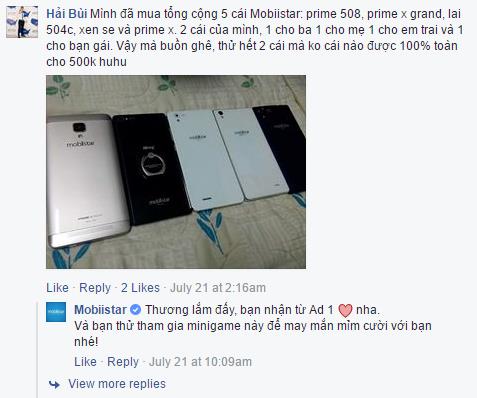 Hải Bùi Mình đã mua tổng cộng 5 cái Mobiistar: prime 508, prime x grand, lai
504c, xen se và prime x. 2 cái của mình, 1 cho ba 1 cho mẹ 1 cho em trai và 1
cho bạn gái. Vậy mà buồn ghê, thử hết 2 cái mà ko cái nào được 100% toàn
cho 500k huhu
mobiistar
mobiistar
mobiistar
mobiistar
Like · Reply · 2 Likes · July 21 at 2:16am
mobiistar
Mobiistar Thương lắm đấy, bạn nhận từ Ad 1 ❤ nha.
Và bạn thử tham gia minigame này để may mắn mỉm cười với bạn
nhé!
Like · Reply · July 21 at 10:09am
View more replies